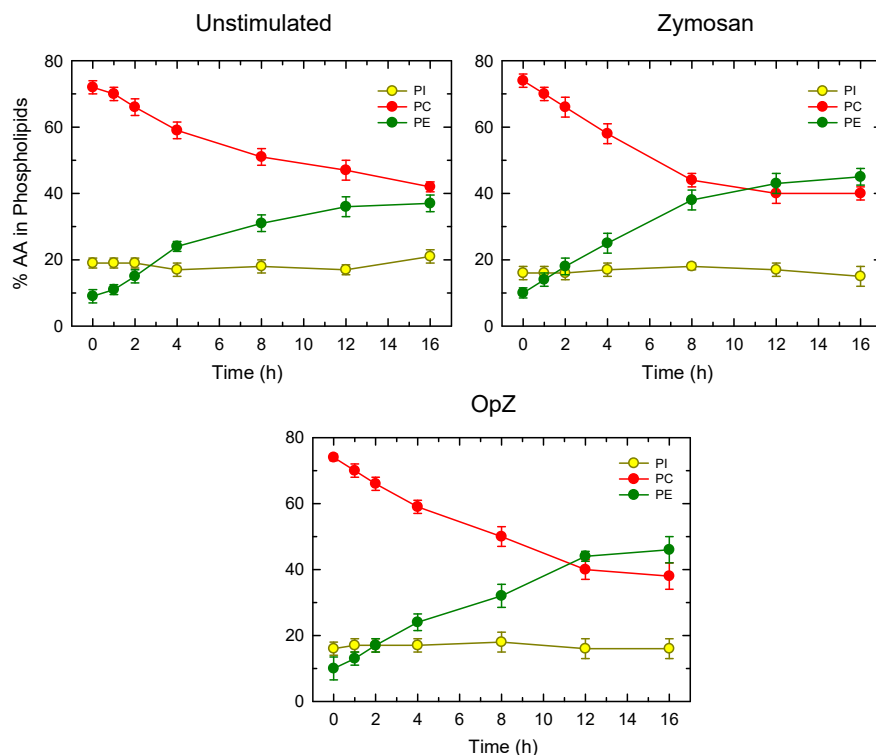 Unstimulated
80
60
40
20
0
% AA in Phospholipids
PI
PC
PE
0 2 4 6 8 10 12 14 16
Time (h)
Zymosan
80
60
40
20
0
PI
PC
PE
0 2 4 6 8 10 12 14 16
Time (h)
OpZ
80
60
40
20
0
PI
PC
PE
0 2 4 6 8 10 12 14 16
Time (h)